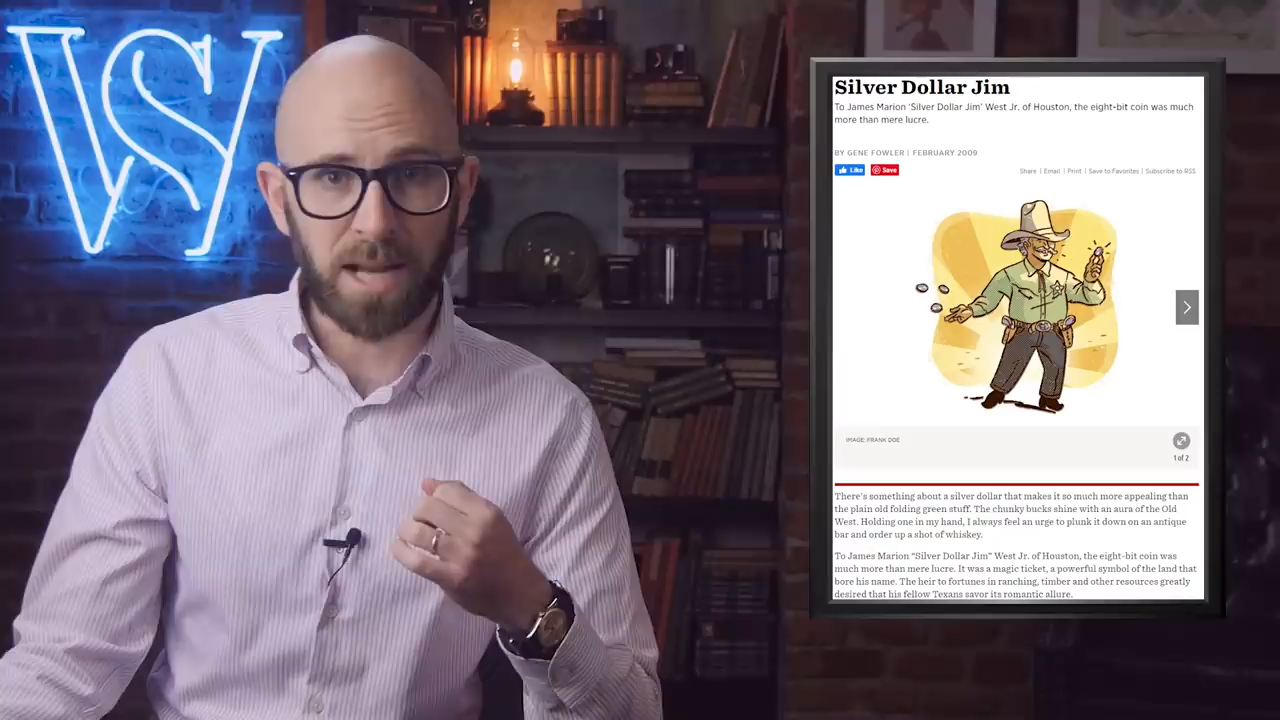 WS
Silver Dollar Jim
To James Marion 'Silver Dollar Jim' West Jr. of Houston, the eight-bit coin was much
more than mere lucre.
BY GENE FOWLER | FEBRUARY 2009
Like Save
Share | Email | Print | Save to Favorites | Subscribe to RSS
IMAGE: FRANK DOE
1 of 2
There's something about a silver dollar that makes it so much more appealing than
the plain old folding green stuff. The chunky bucks shine with an aura of the Old
West. Holding one in my hand, I always feel an urge to plunk it down on an antique
bar and order up a shot of whiskey.
To James Marion "Silver Dollar Jim" West Jr. of Houston, the eight-bit coin was
much more than mere lucre. It was a magic ticket, a powerful symbol of the land that
bore his name. The heir to fortunes in ranching, timber and other resources greatly
desired that his fellow Texans savor its romantic allure.